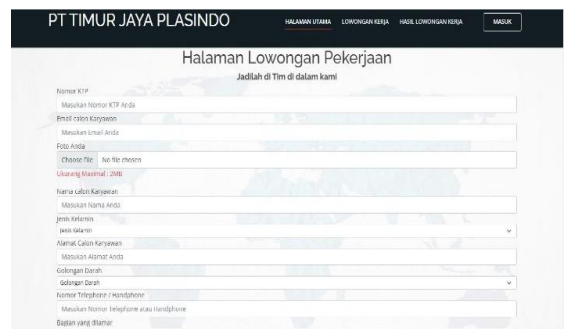 PT TIMUR JAYA PLASINDO
HALAMAN UTAMA LOWONGAN KERJA HASIL LOWONGAN KERJA MASUK
Halaman Lowongan Pekerjaan
Jadilah di Tim di dalam kami
Nomor KTP
Masukan Nomor KTP Anda
Email calon Karyawan
Masukan Email Anda
Foto Anda
Choose File No file chosen
Ukurang Maximal : 2MB
Nama calon Karyawan
Masukan Nama Anda
Jenis Kelamin
Jenis Kelamin
Alamat Calon Karyawan
Masukan Alamat Anda
Golongan Darah
Golongan Darah
Nomor Telephone / Handphone
Masukan Nomor Telephone atau Handphone
Bagian yang dilamar